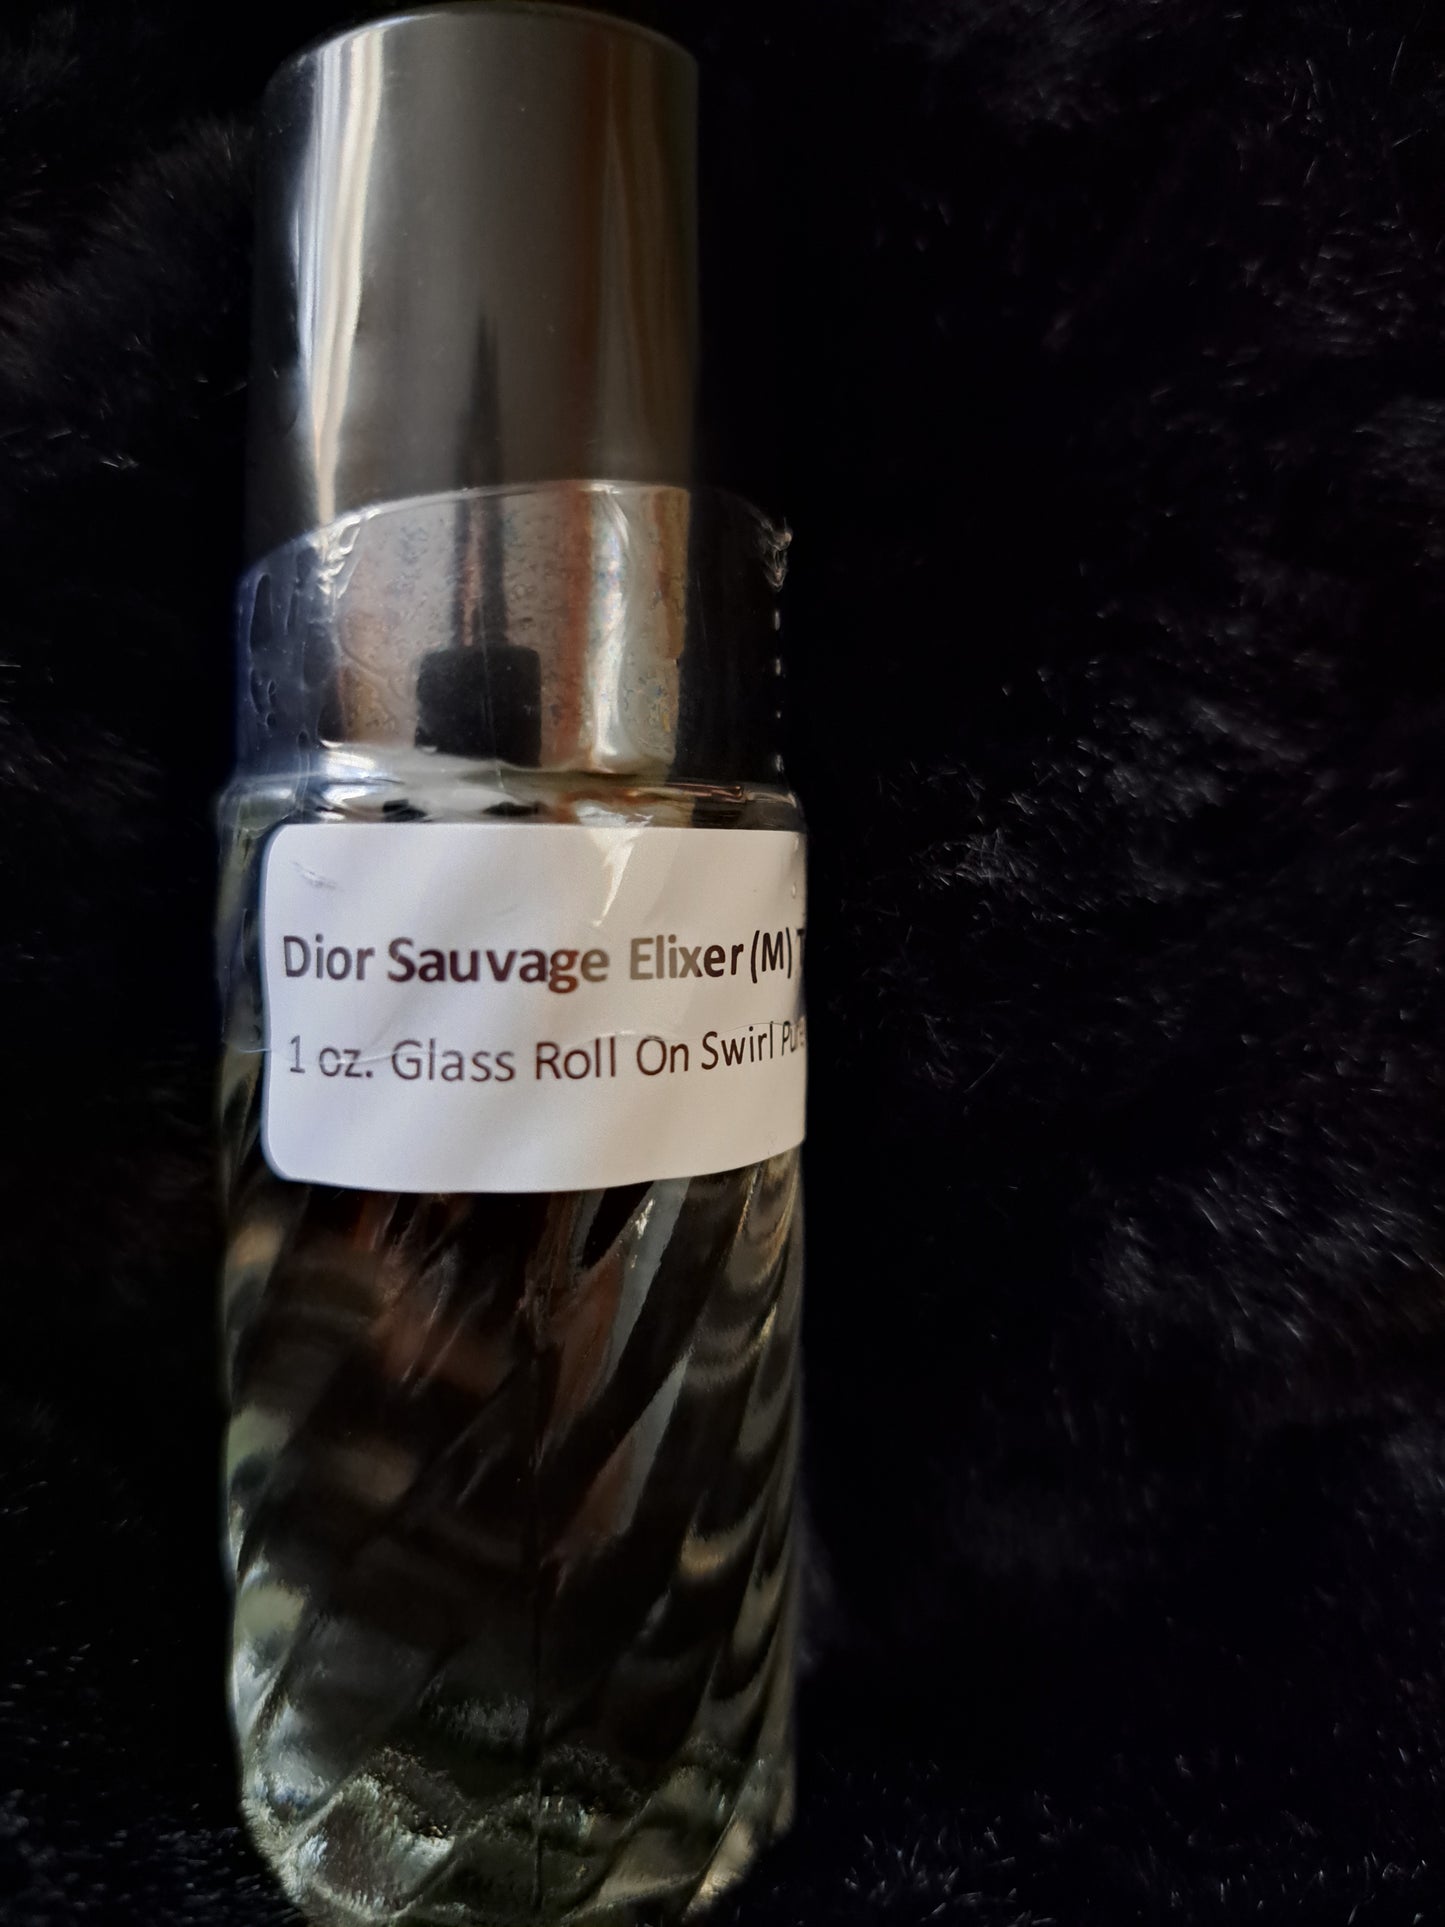 Dior Sauvage Elixer (M)
1 oz. Glass Roll On Swirl